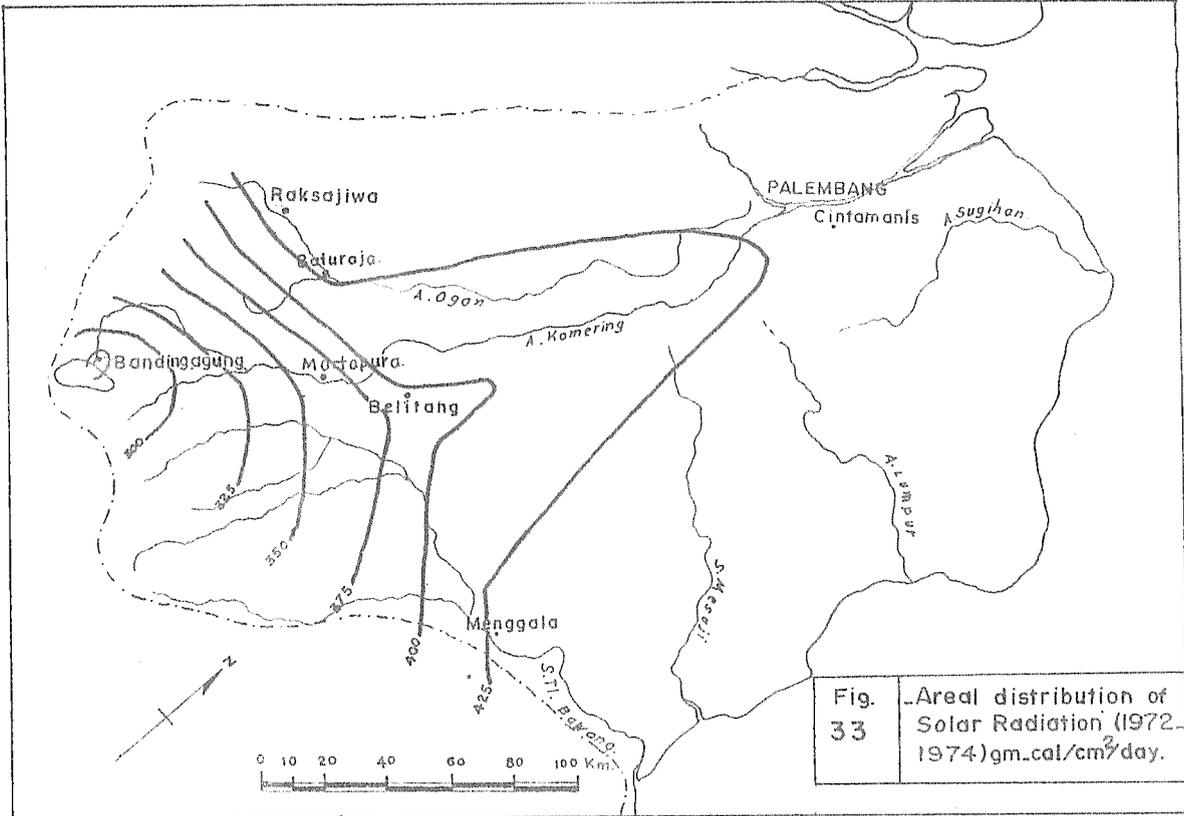 Raksajiwa
PALEMBANG
Cintamanis
A Sugihan
Baturaja.
A. Ogan
A. Komering
Bandingagung
Martapura.
Belitang
300
325
350
375
400
425
A. Lumpur
S. Mesuji
Menggala
S. Tl. Bawang.
N
0 10 20 40 60 80 100 Km.
Fig.
33
Areal distribution of
Solar Radiation (1972-
1974) gm-cal/cm²/day.